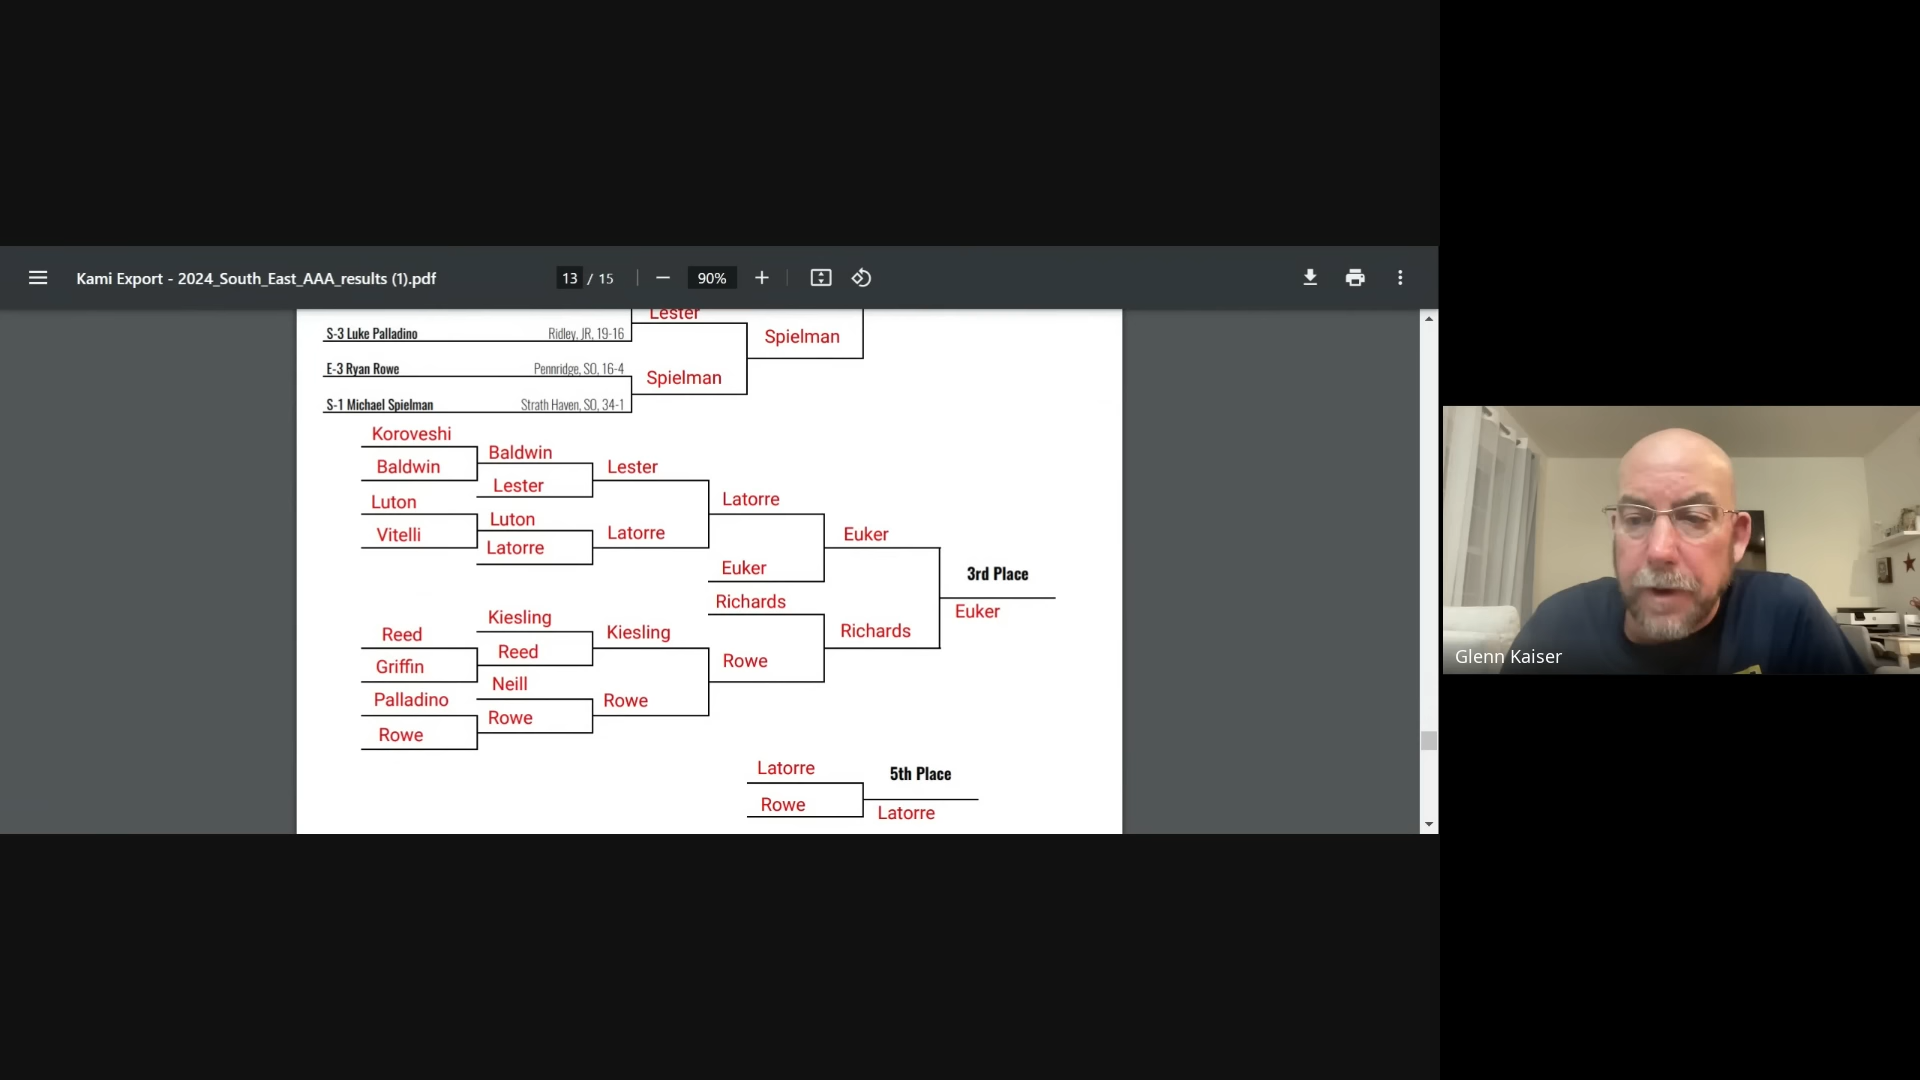 Kami Export - 2024_South_East_AAA_results (1).pdf
13 / 15
90%
Lester
S-3 Luke Palladino Ridley, JR, 19-16
Spielman
E-3 Ryan Rowe Pennridge, SO, 16-4
Spielman
S-1 Michael Spielman Strath Haven, SO, 34-1
Koroveshi
Baldwin
Baldwin
Lester
Lester
Luton
Latorre
Luton
Vitelli
Latorre
Latorre
Euker
Euker
3rd Place
Richards
Euker
Kiesling
Reed
Kiesling
Richards
Reed
Griffin
Rowe
Neill
Palladino
Rowe
Rowe
Rowe
Latorre
5th Place
Rowe
Latorre
Glenn Kaiser